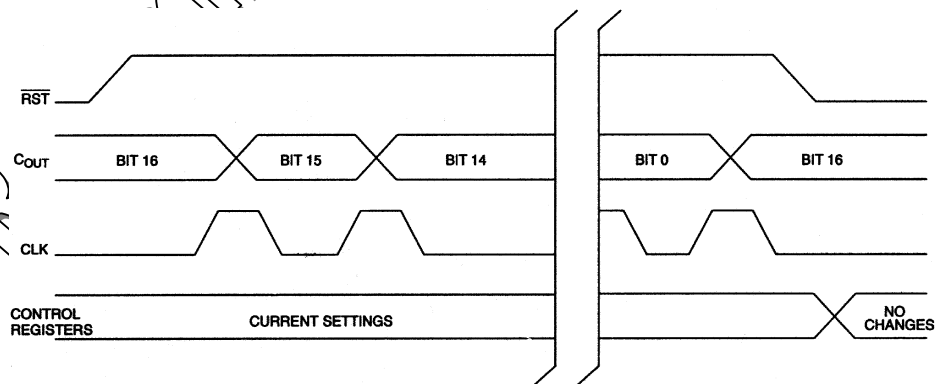 RST
COUT BIT 16 BIT 15 BIT 14 BIT 0 BIT 16
CLK
CONTROL
REGISTERS
CURRENT SETTINGS
NO
CHANGES